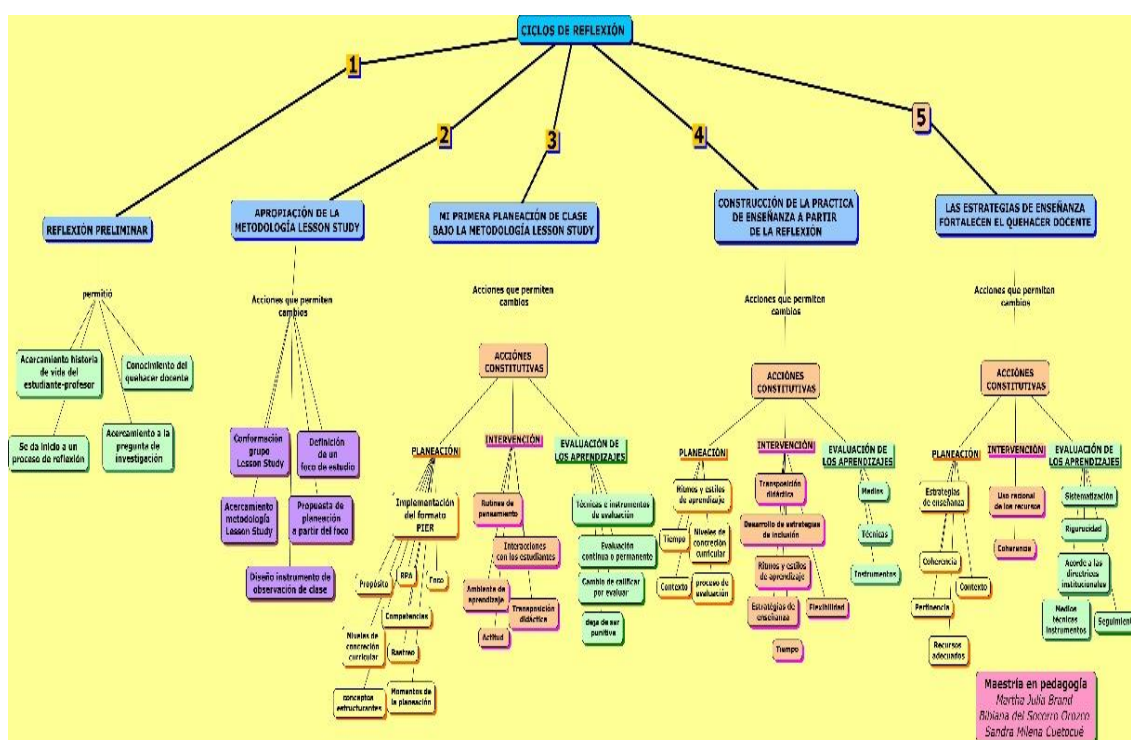 CICLOS DE REFLEXIÓN
1
2
3
4
5
REFLEXIÓN PRELIMINAR
permitió
Acercamiento historia
de vida del
estudiante-profesor
Conocimiento del
quehacer docente
Se da inicio a un
proceso de reflexión
Acercamiento a la
pregunta de
investigación
APROPIACIÓN DE LA
METODOLOGÍA LESSON STUDY
Acciones que permiten
cambios
Conformación
grupo
Lesson Study
Definición
de un
foco de estudio
Acercamiento
metodología
Lesson Study
Propuesta de
planeación
a partir del foco
Diseño instrumento de
observación de clase
MI PRIMERA PLANEACIÓN DE CLASE
BAJO LA METODOLOGÍA LESSON STUDY
Acciones que permiten
cambios
ACCIÓNES
CONSTITUTIVAS
PLANEACIÓN
Implementación
del formato
PIER
Propósito
RPA
Foco
Competencias
Niveles de
concreción
curricular
Rastreo
conceptos
estructurantes
Momentos de
la planeación
INTERVENCIÓN
Rutinas de
pensamiento
Interacciones
con los estudiantes
Ambiente de
aprendizaje
Transposición
didáctica
Actitud
EVALUACIÓN DE
LOS APRENDIZAJES
Técnicas e instrumentos
de evaluación
Evaluación
continua o permanente
Cambio de calificar
por evaluar
deja de ser
punitiva
CONSTRUCCIÓN DE LA PRACTICA
DE ENSEÑANZA A PARTIR
DE LA REFLEXIÓN
Acciones que permiten
cambios
ACCIÓNES
CONSTITUTIVAS
PLANEACIÓN
Ritmos y estilos
de aprendizaje
Tiempo
Niveles de
concreción
curricular
Contexto
proceso de
evaluación
INTERVENCIÓN
Transposición
didáctica
Desarrollo de estrategias
de inclusión
Ritmos y estilos
de aprendizaje
Estratégias de
enseñanza
Flexibilidad
Tiempo
EVALUACIÓN DE
LOS APRENDIZAJES
Medios
Técnicas
Instrumentos
LAS ESTRATEGIAS DE ENSEÑANZA
FORTALECEN EL QUEHACER DOCENTE
Acciones que permiten
cambios
ACCIÓNES
CONSTITUTIVAS
PLANEACIÓN
Estrategias
de enseñanza
Coherencia
Contexto
Pertinencia
Recursos
adecuados
INTERVENCIÓN
Uso racional
de los recursos
Coherence
EVALUACIÓN DE
LOS APRENDIZAJES
Sistematización
Rigurucidad
Acorde a las
directrices
institucionales
Medios
técnicas
instrumentos
Seguimient
Maestría en pedagogía
Martha Julia Brand
Bibiana del Socorro Orozco
Sandra Milena Cuetocué